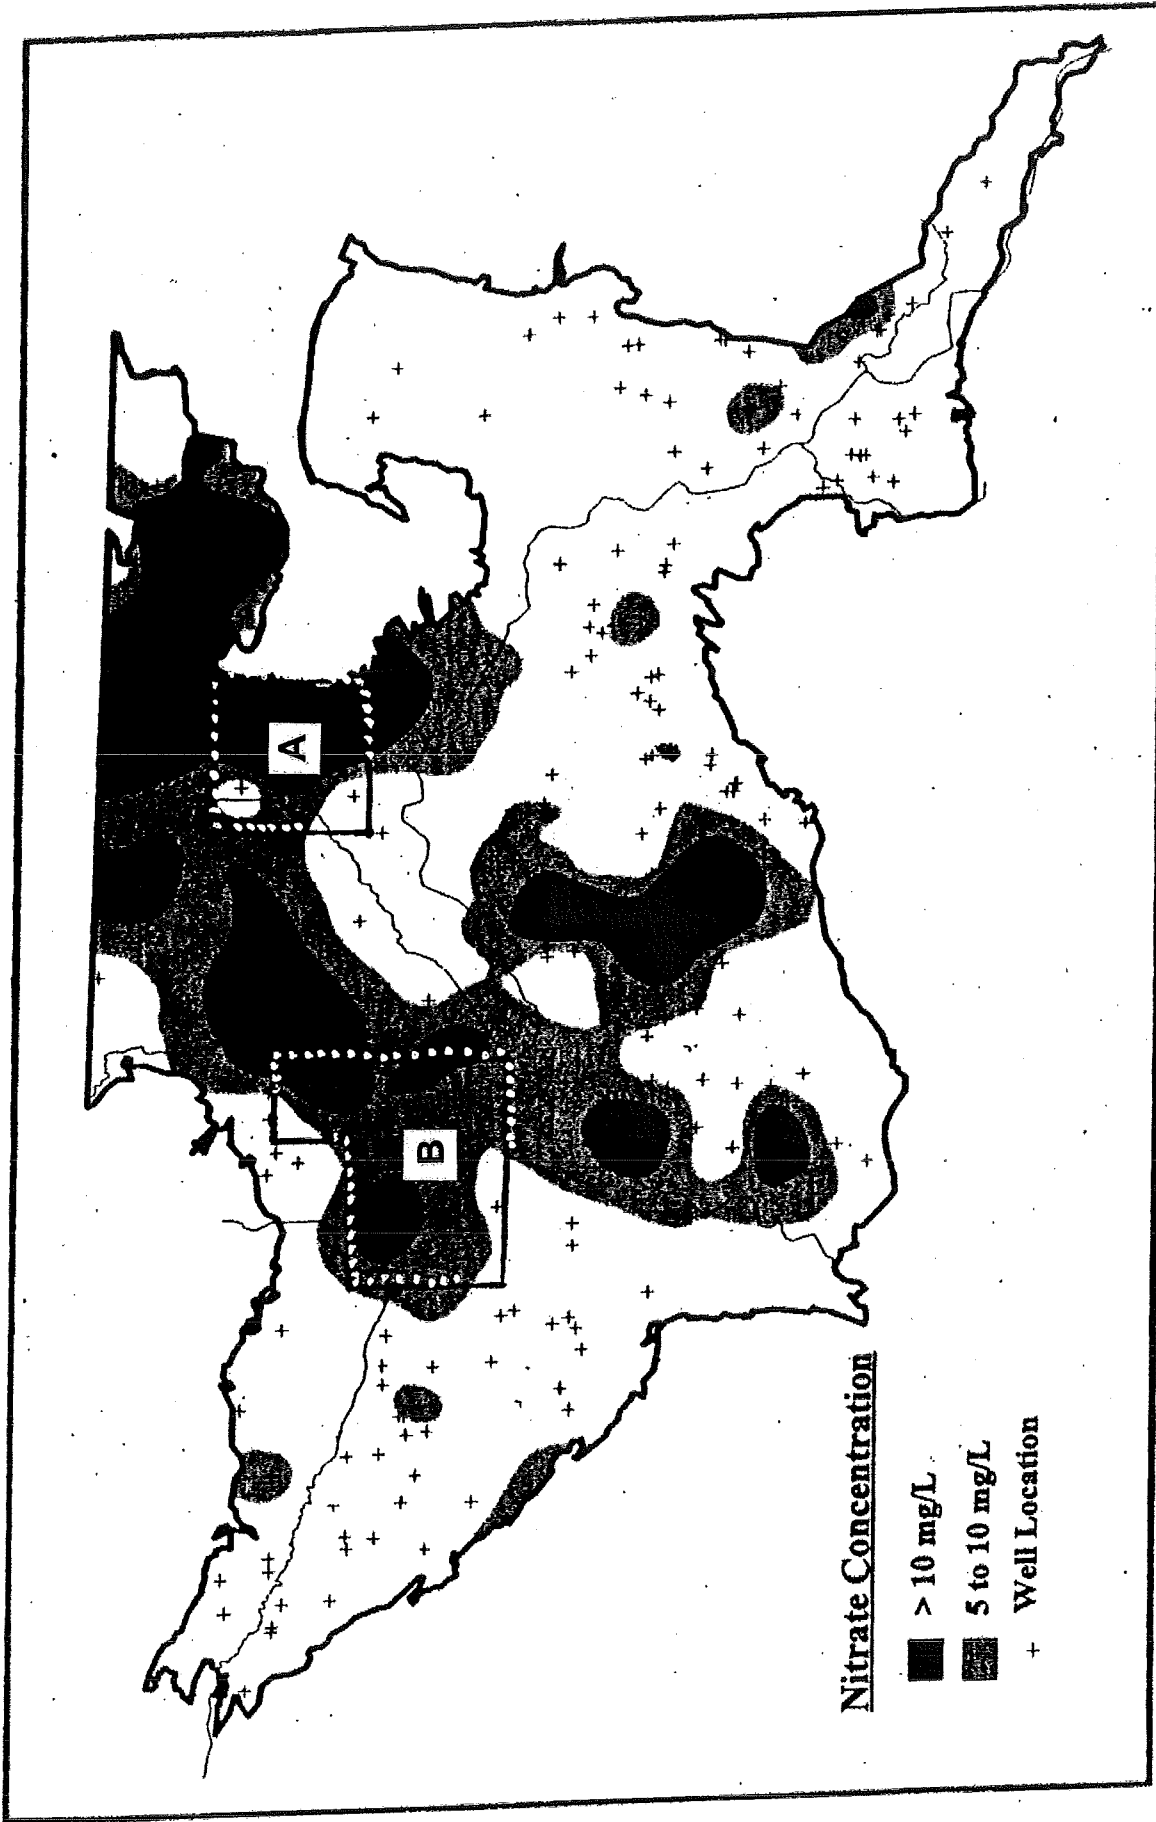 A
B
Nitrate Concentration
> 10 mg/L
5 to 10 mg/L
+ Well Location